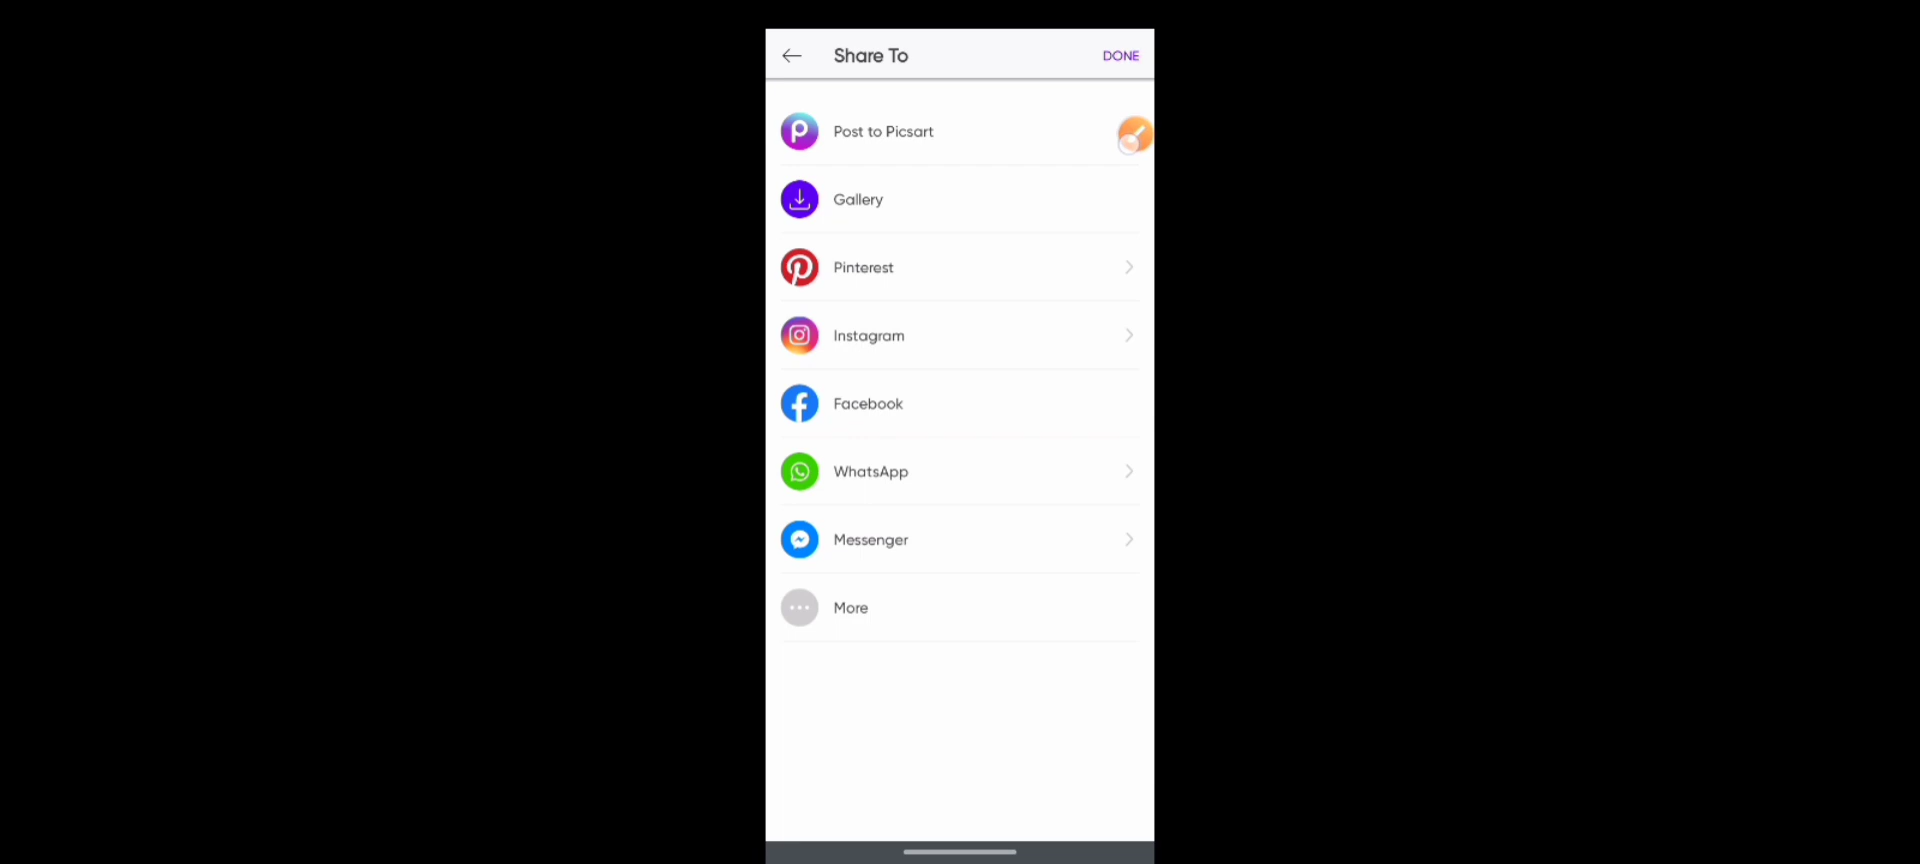 Share To
DONE
Post to Picsart
Gallery
Pinterest
Instagram
Facebook
WhatsApp
Messenger
More